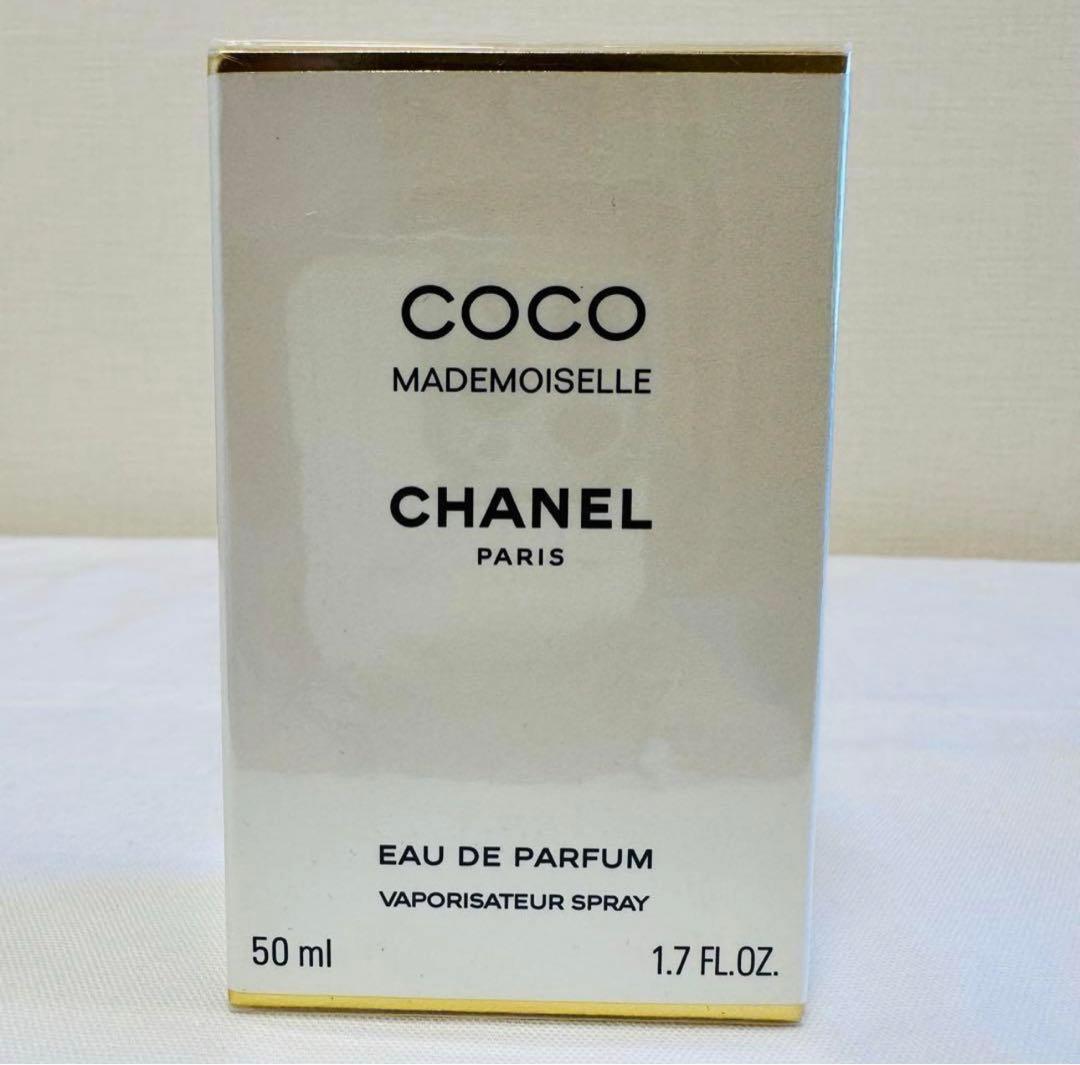 COCO
MADEMOISELLE
CHANEL
PARIS
EAU DE PARFUM
VAPORISATEUR SPRAY
50 ml 1.7 FL.OZ.